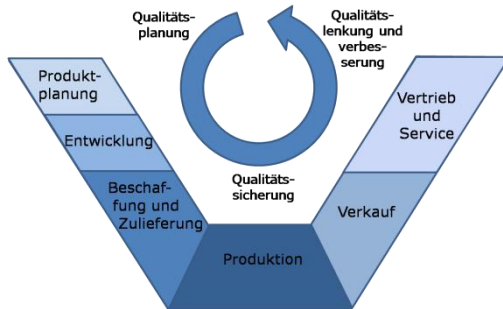 Qualitäts-
planung
Qualitäts-
lenkung und
verbes-
serung
Produkt-
planung
Entwicklung
Beschaf-
fung und
Zulieferung
Qualitäts-
sicherung
Produktion
Vertrieb
und
Service
Verkauf